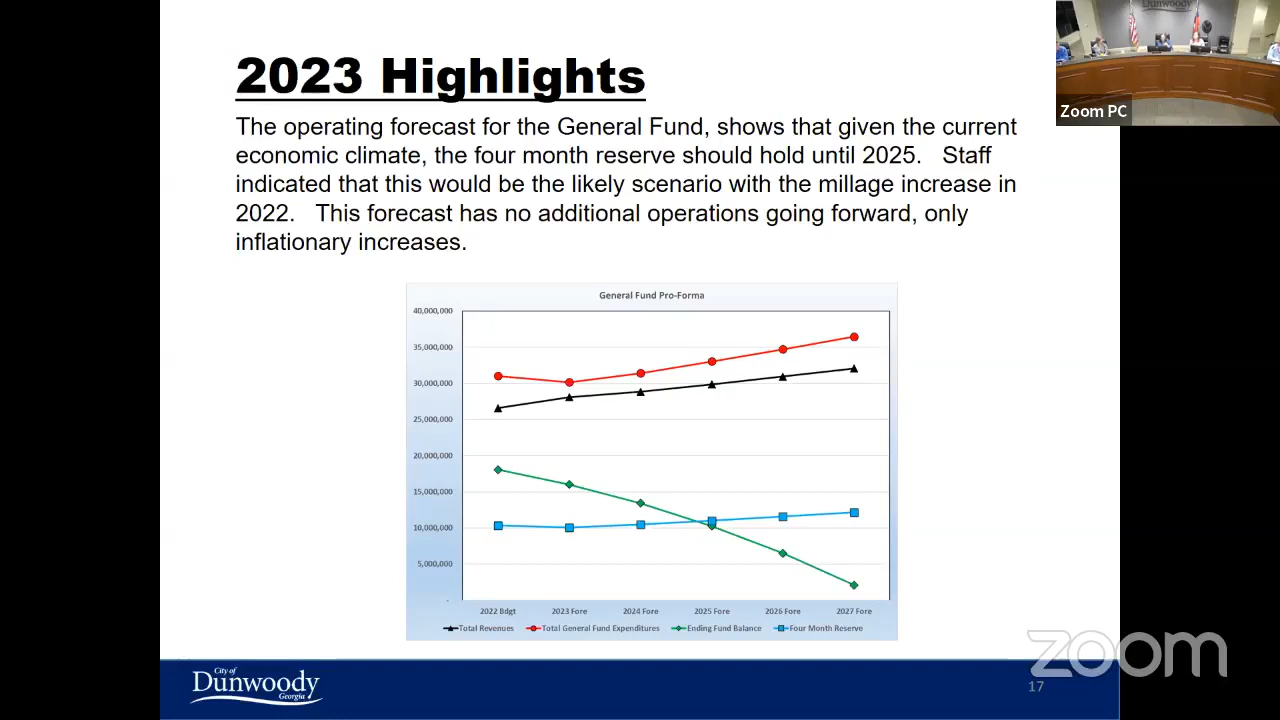 2023 Highlights
The operating forecast for the General Fund, shows that given the current
economic climate, the four month reserve should hold until 2025. Staff
indicated that this would be the likely scenario with the millage increase in
2022. This forecast has no additional operations going forward, only
inflationary increases.
Dunwoody
Zoom PC
General Fund Pro-Forma
40,000,000
35,000,000
30,000,000
25,000,000
20,000,000
15,000,000
10,000,000
5,000,000
-
2022 Bdgt 2023 Fore 2024 Fore 2025 Fore 2026 Fore 2027 Fore
Total Revenues Total General Fund Expenditures Ending Fund Balance Four Month Reserve
City of
Dunwoody
Georgia
zoom
17